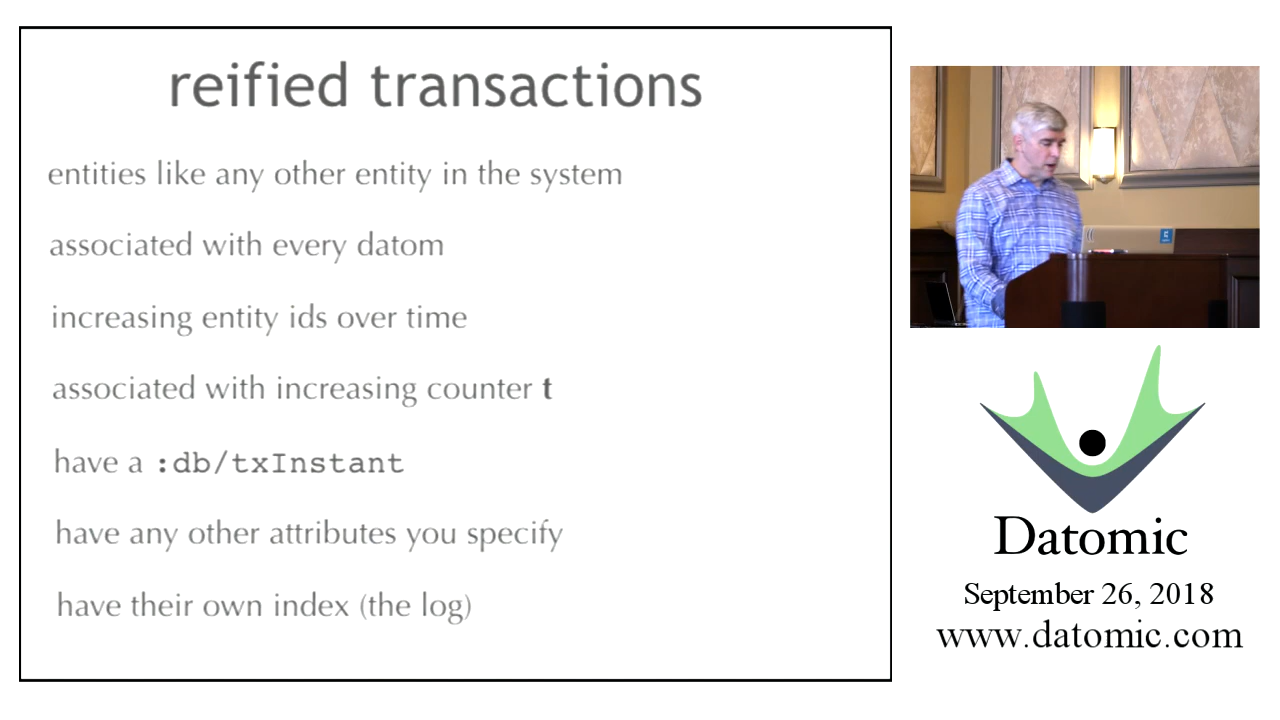 reified transactions
entities like any other entity in the system
associated with every datom
increasing entity ids over time
associated with increasing counter t
have a :db/txInstant
have any other attributes you specify
have their own index (the log)
Datomic
September 26, 2018
www.datomic.com